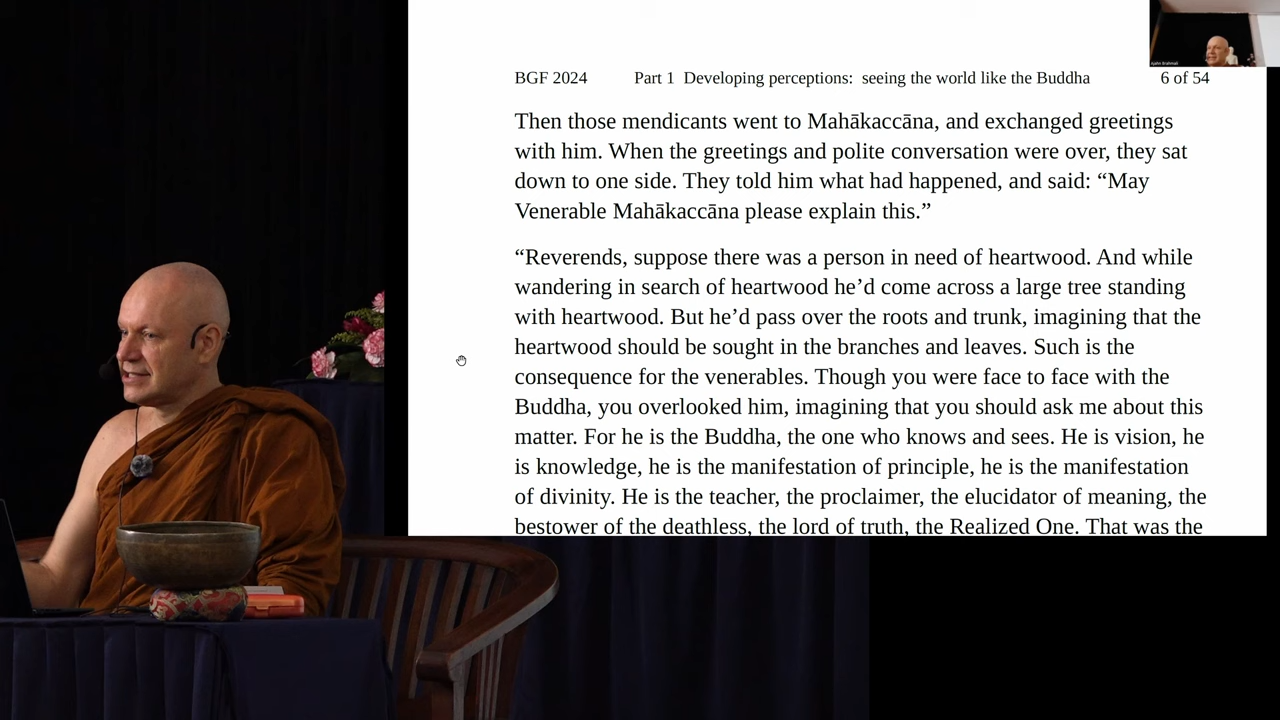 Ajahn Brahmali
BGF 2024 Part 1 Developing perceptions: seeing the world like the Buddha 6 of 54
Then those mendicants went to Mahākaccāna, and exchanged greetings
with him. When the greetings and polite conversation were over, they sat
down to one side. They told him what had happened, and said: “May
Venerable Mahākaccāna please explain this.”
“Reverends, suppose there was a person in need of heartwood. And while
wandering in search of heartwood he’d come across a large tree standing
with heartwood. But he’d pass over the roots and trunk, imagining that the
heartwood should be sought in the branches and leaves. Such is the
consequence for the venerables. Though you were face to face with the
Buddha, you overlooked him, imagining that you should ask me about this
matter. For he is the Buddha, the one who knows and sees. He is vision, he
is knowledge, he is the manifestation of principle, he is the manifestation
of divinity. He is the teacher, the proclaimer, the elucidator of meaning, the
bestower of the deathless, the lord of truth, the Realized One. That was the